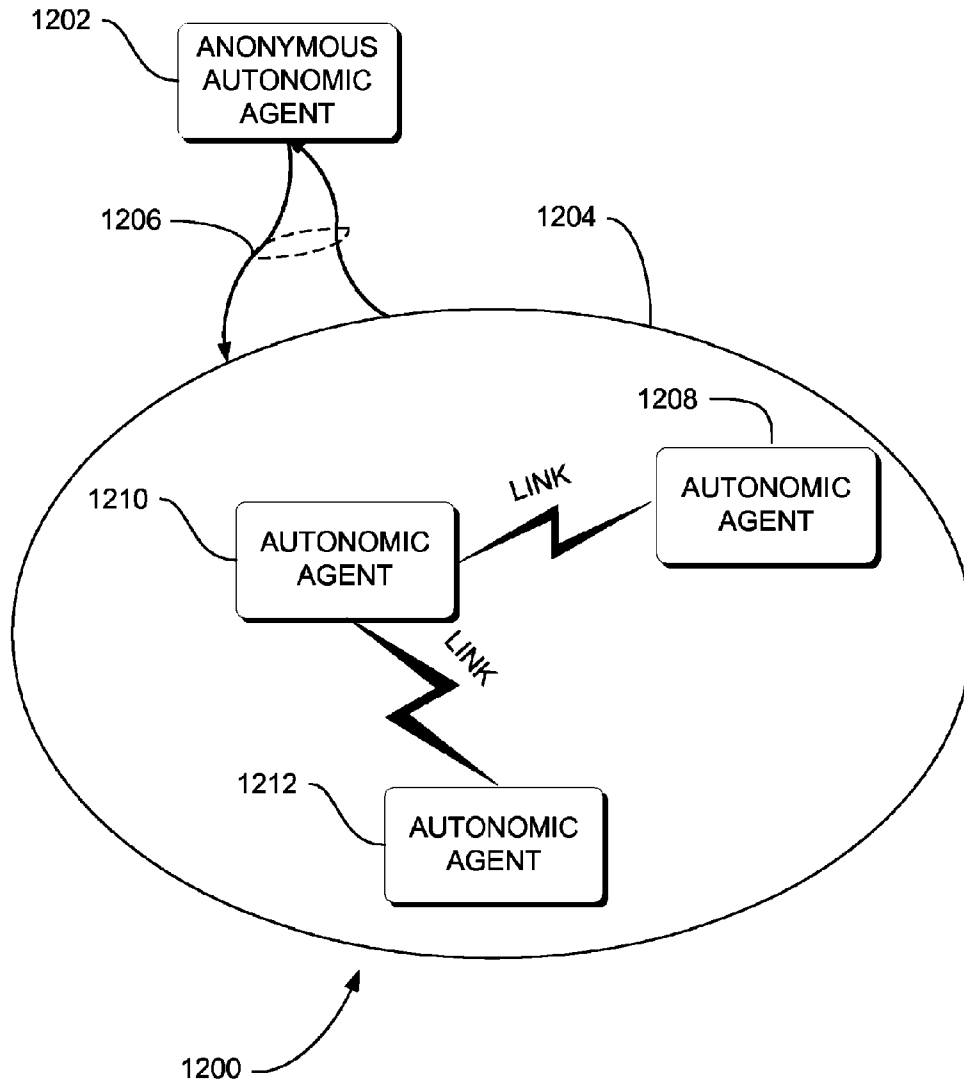 1202
ANONYMOUS
AUTONOMIC
AGENT
1206
1204
1208
AUTONOMIC
AGENT
LINK
1210
AUTONOMIC
AGENT
LINK
1212
AUTONOMIC
AGENT
1200